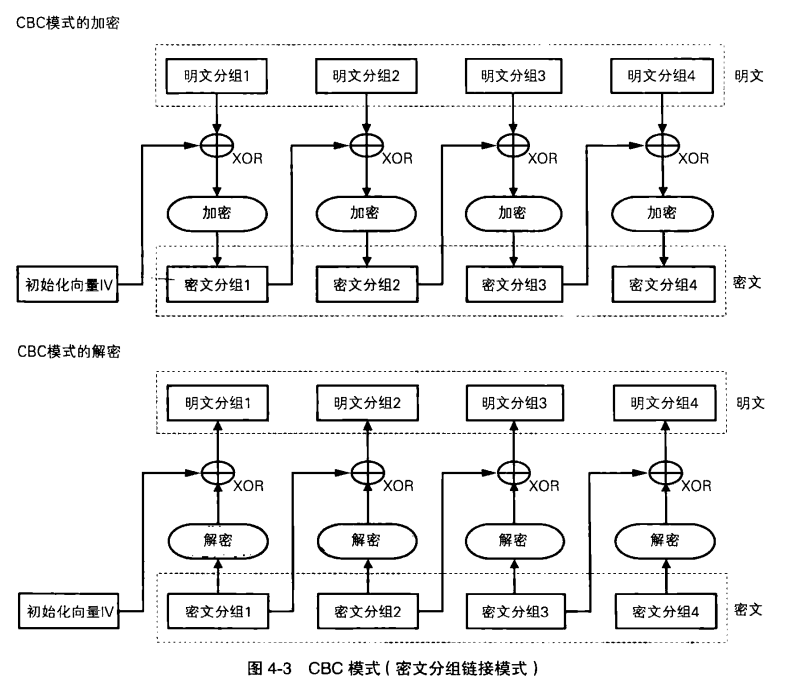 CBC模式的加密
明文分组1 明文分组2 明文分组3 明文分组4 明文
XOR XOR XOR XOR
加密 加密 加密 加密
初始化向量IV 密文分组1 密文分组2 密文分组3 密文分组4 密文
CBC模式的解密
明文分组1 明文分组2 明文分组3 明文分组4 明文
XOR XOR XOR XOR
解密 解密 解密 解密
初始化向量IV 密文分组1 密文分组2 密文分组3 密文分组4 密文
图 4-3 CBC 模式（密文分组链接模式）